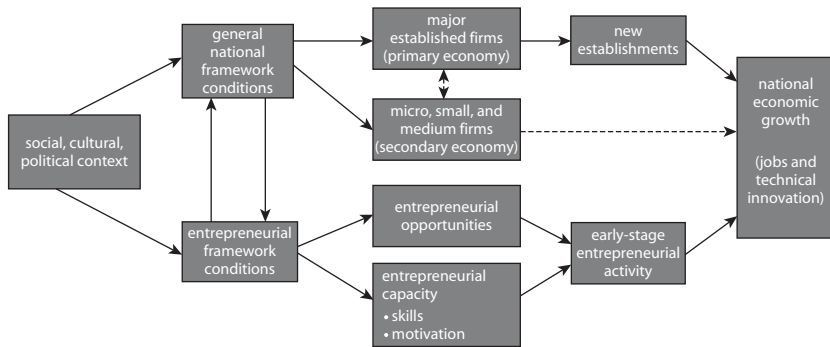 social, cultural,
political context
general
national
framework
conditions
entrepreneurial
framework
conditions
major
established firms
(primary economy)
micro, small, and
medium firms
(secondary economy)
entrepreneurial
opportunities
entrepreneurial
capacity
• skills
• motivation
new
establishments
early-stage
entrepreneurial
activity
national
economic
growth
(jobs and
technical
innovation)